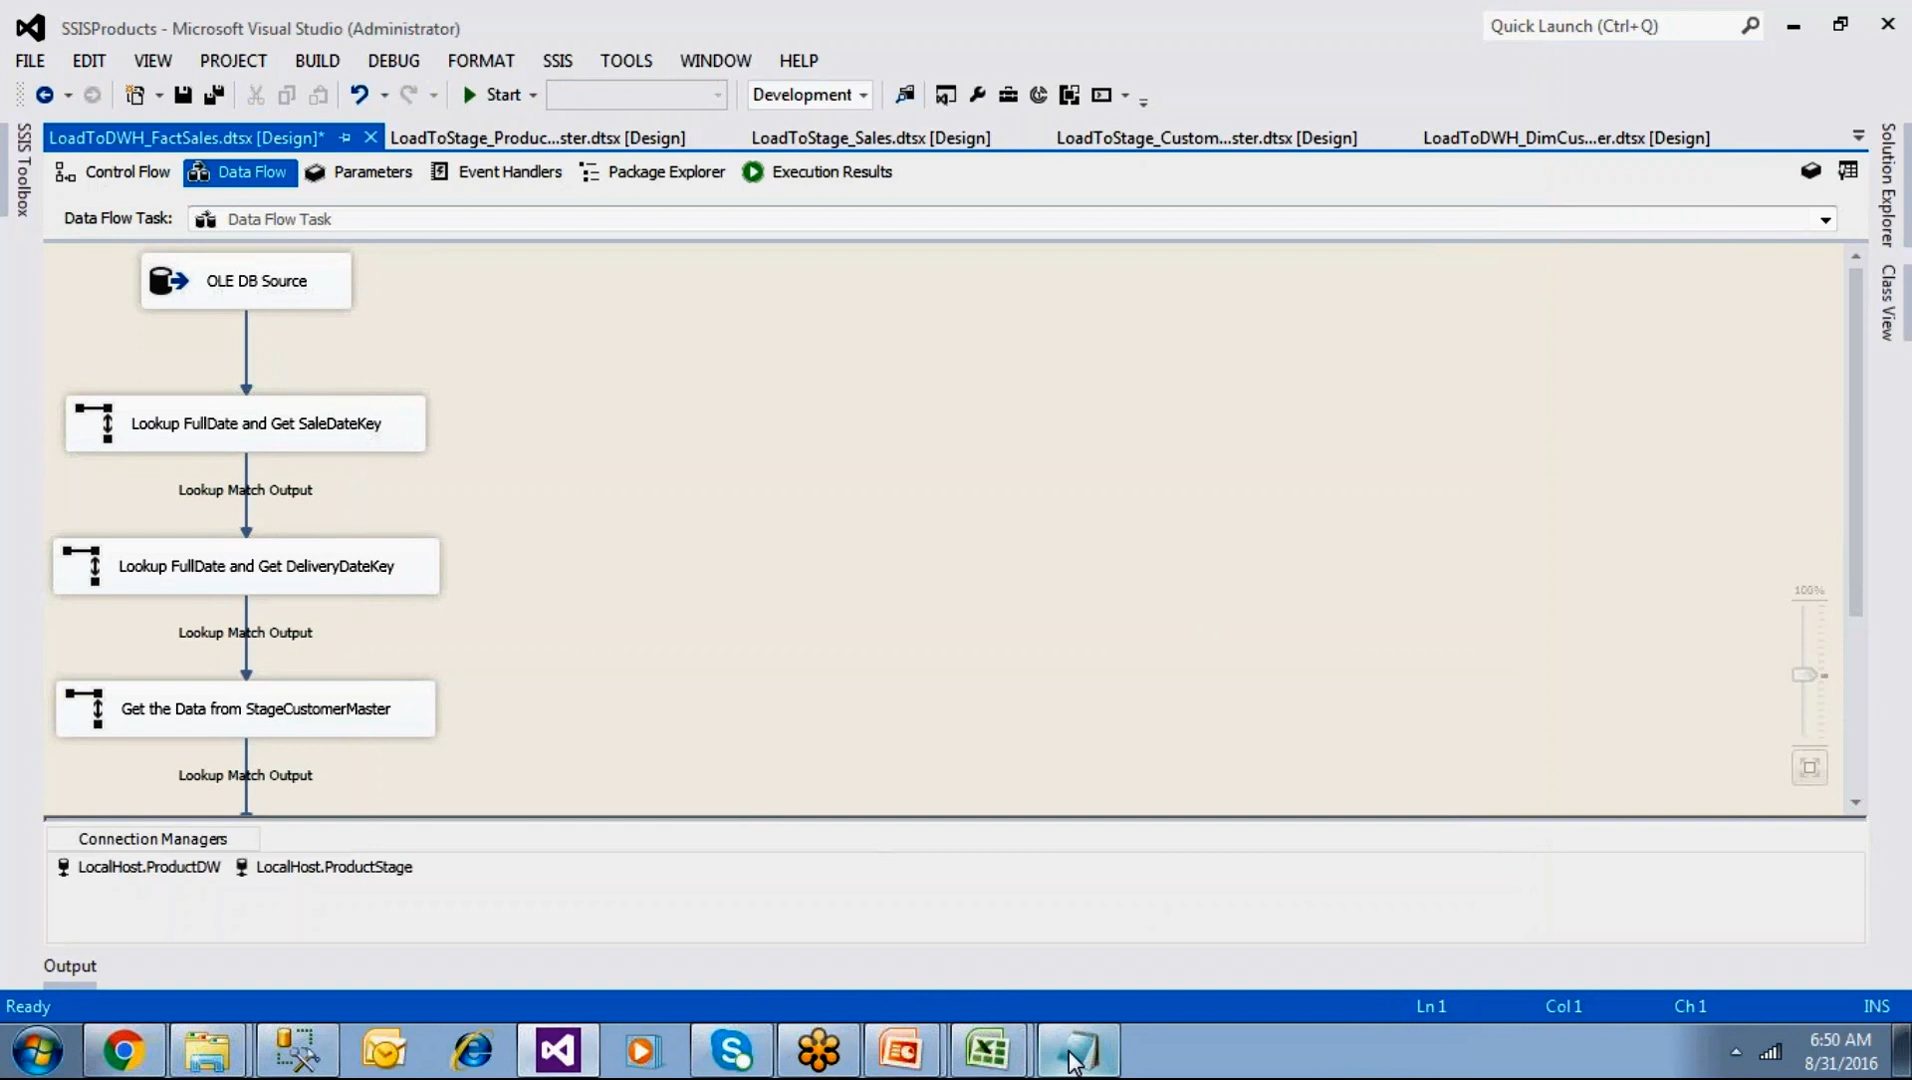 SSISProducts - Microsoft Visual Studio (Administrator)
Quick Launch (Ctrl+Q)
FILE EDIT VIEW PROJECT BUILD DEBUG FORMAT SSIS TOOLS WINDOW HELP
Start Development
LoadToDWH_FactSales.dtsx [Design]* LoadToStage_Produc...ster.dtsx [Design] LoadToStage_Sales.dtsx [Design] LoadToStage_Custom...ster.dtsx [Design] LoadToDWH_DimCus...er.dtsx [Design]
Control Flow Data Flow Parameters Event Handlers Package Explorer Execution Results
Data Flow Task: Data Flow Task
SSIS Toolbox
Solution Explorer
Class View
OLE DB Source
Lookup FullDate and Get SaleDateKey
Lookup Match Output
Lookup FullDate and Get DeliveryDateKey
Lookup Match Output
Get the Data from StageCustomerMaster
Lookup Match Output
100%
Connection Managers
LocalHost.ProductDW LocalHost.ProductStage
Output
Ready Ln 1 Col 1 Ch 1 INS
6:50 AM
8/31/2016